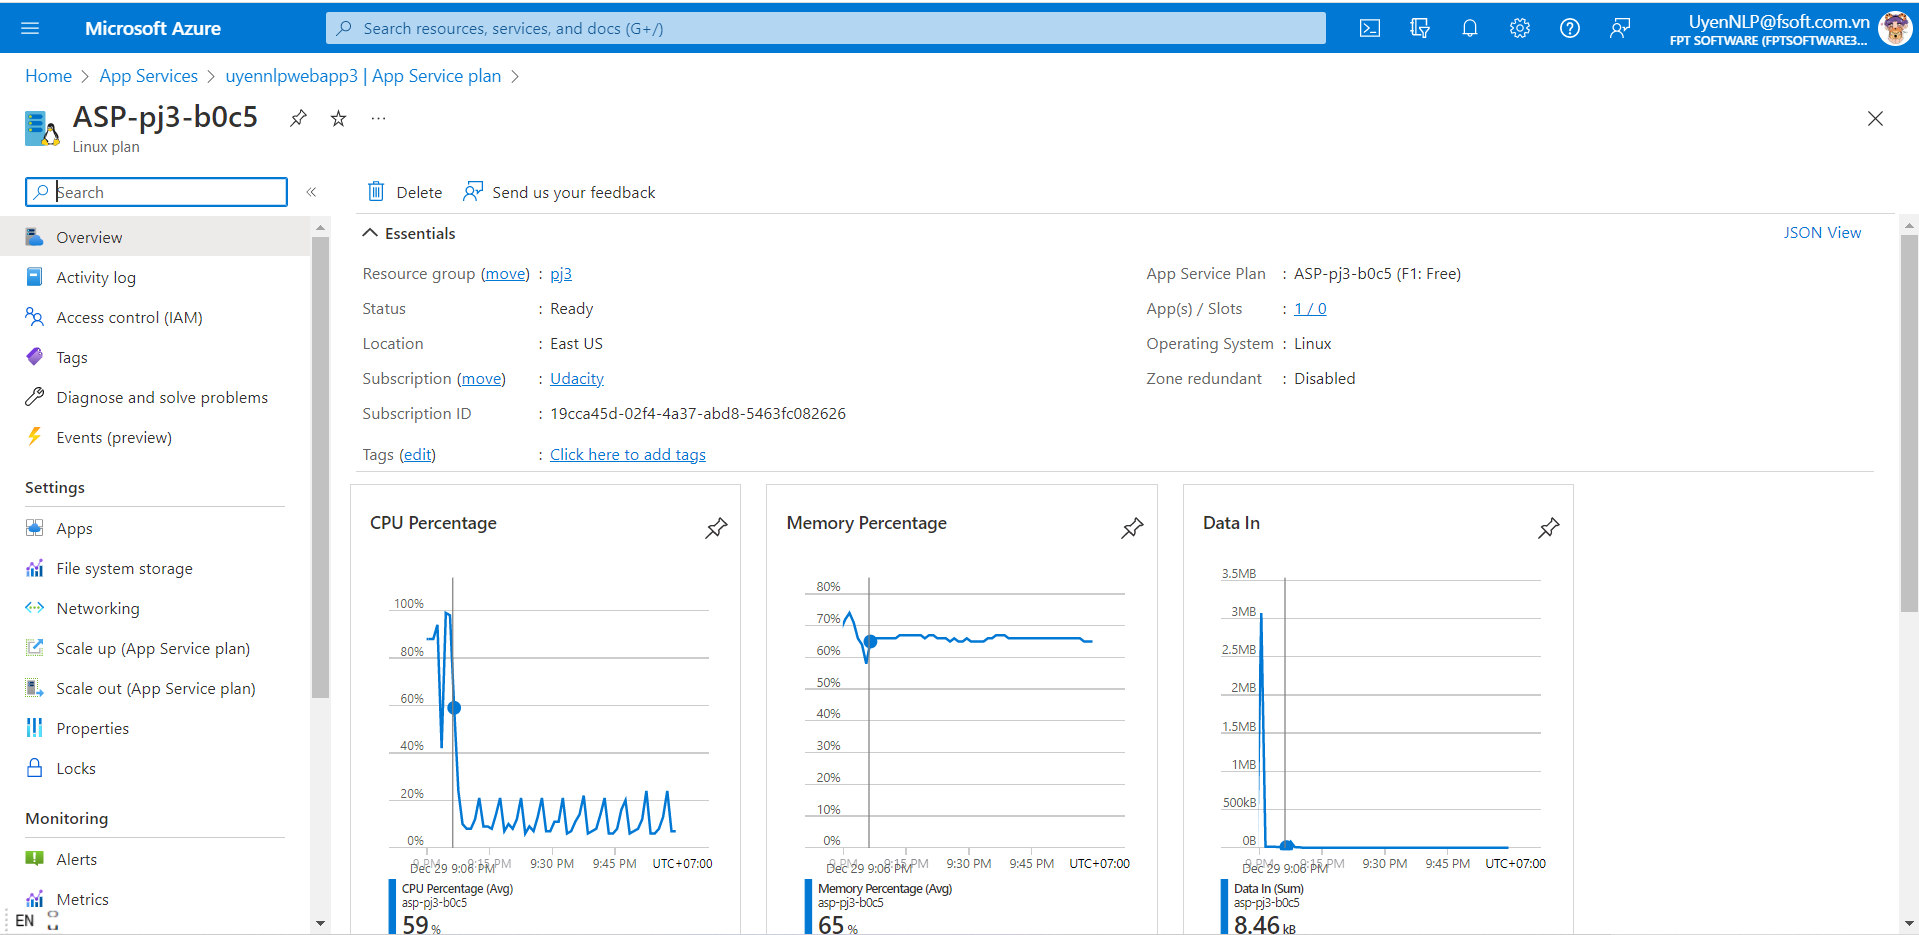 Microsoft Azure
Search resources, services, and docs (G+/)
UyenNLP@fsoft.com.vn
FPT SOFTWARE (FPTSOFTWARE3...
Home > App Services > uyennlpwebapp3 | App Service plan >
ASP-pj3-b0c5
...
Linux plan
Search
«
Overview
Activity log
Access control (IAM)
Tags
Diagnose and solve problems
Events (preview)
Settings
Apps
File system storage
Networking
Scale up (App Service plan)
Scale out (App Service plan)
Properties
Locks
Monitoring
Alerts
Metrics
EN
Delete
Send us your feedback
Essentials
JSON View
Resource group (move) : pj3
Status : Ready
Location : East US
Subscription (move) : Udacity
Subscription ID : 19cca45d-02f4-4a37-abd8-5463fc082626
Tags (edit) : Click here to add tags
App Service Plan : ASP-pj3-b0c5 (F1: Free)
App(s) / Slots : 1 / 0
Operating System : Linux
Zone redundant : Disabled
CPU Percentage
100%
80%
60%
40%
20%
0%
9 PM 9:15 PM 9:30 PM 9:45 PM UTC+07:00
Dec 29 9:06 PM
CPU Percentage (Avg)
asp-pj3-b0c5
59 %
Memory Percentage
80%
70%
60%
50%
40%
30%
20%
10%
0%
9 PM 9:15 PM 9:30 PM 9:45 PM UTC+07:00
Dec 29 9:06 PM
Memory Percentage (Avg)
asp-pj3-b0c5
65 %
Data In
3.5MB
3MB
2.5MB
2MB
1.5MB
1MB
500kB
0B
9 PM 9:15 PM 9:30 PM 9:45 PM UTC+07:00
Dec 29 9:06 PM
Data In (Sum)
asp-pj3-b0c5
8.46 kB